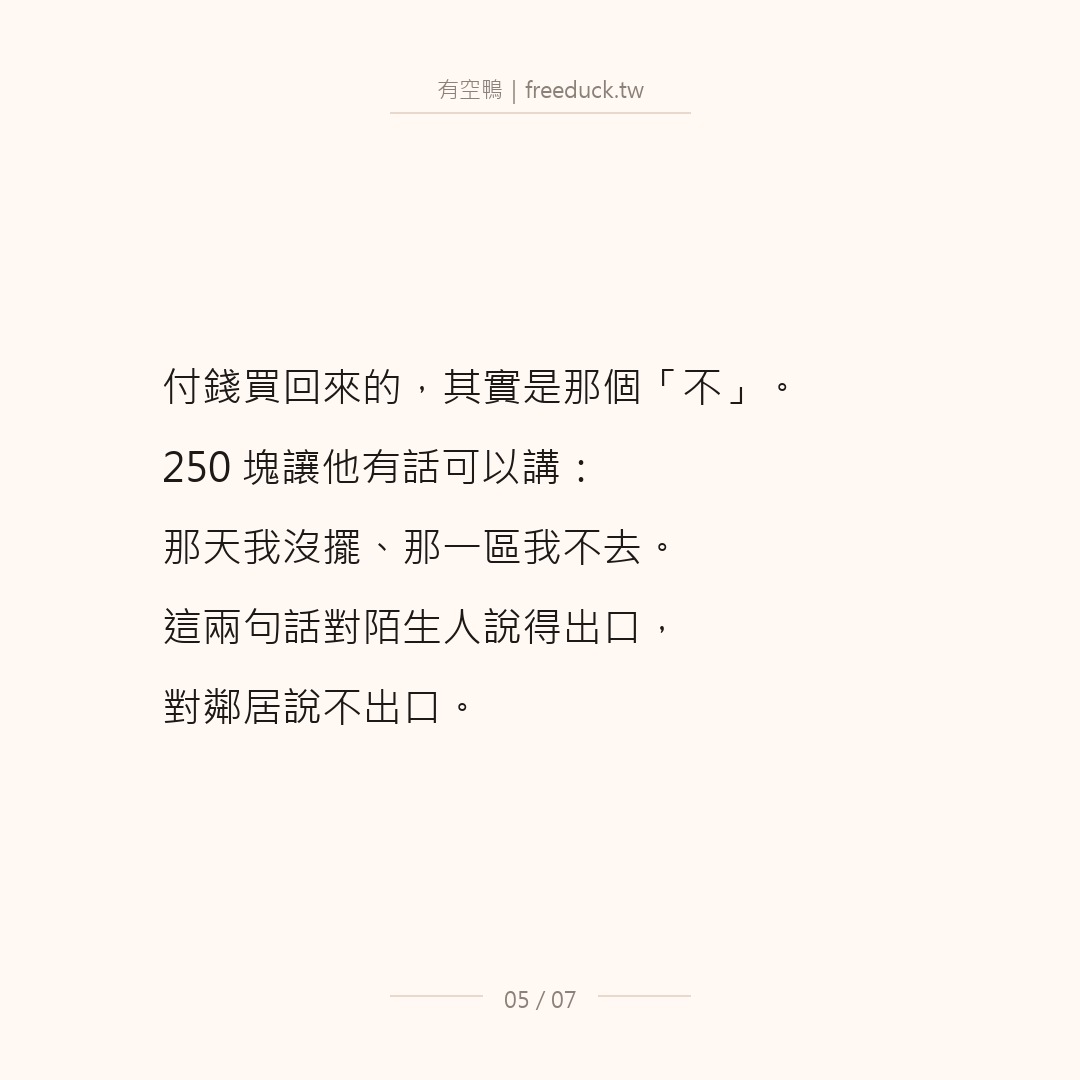 有空鴨 | freeduck.tw
付錢買回來的，其實是那個「不」。
250 塊讓他有話可以講：
那天我沒擺、那一區我不去。
這兩句話對陌生人說得出口，
對鄰居說不出口。
05 / 07